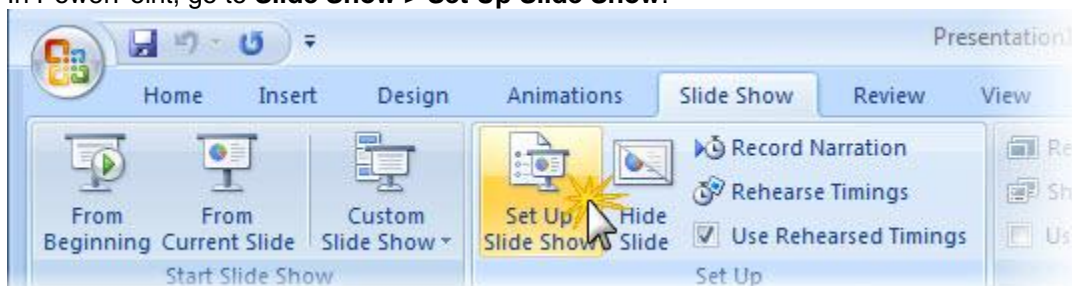 In PowerPoint, go to Slide Show > Set Up Slide Show.
Presentation1
Home Insert Design Animations Slide Show Review View
From Beginning
From Current Slide
Custom Slide Show
Set Up Slide Show
Hide Slide
Record Narration
Rehearse Timings
Use Rehearsed Timings
Start Slide Show
Set Up